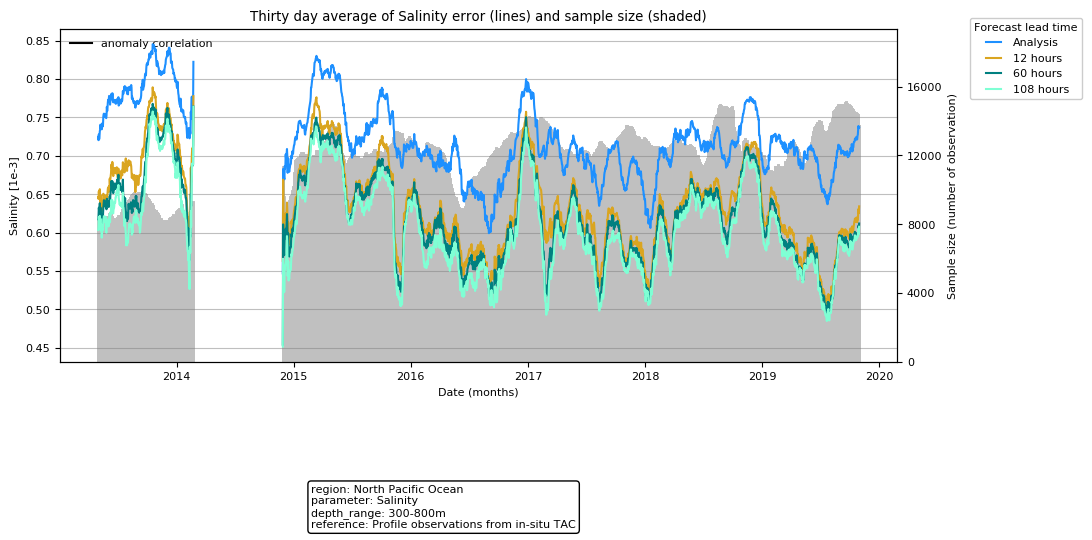 Thirty day average of Salinity error (lines) and sample size (shaded)
Forecast lead time
Analysis
12 hours
60 hours
108 hours
anomaly correlation
Salinity [1e-3]
0.85
0.80
0.75
0.70
0.65
0.60
0.55
0.50
0.45
16000
12000
8000
4000
0
Sample size (number of observation)
2014
2015
2016
2017
2018
2019
2020
Date (months)
region: North Pacific Ocean
parameter: Salinity
depth_range: 300-800m
reference: Profile observations from in-situ TAC